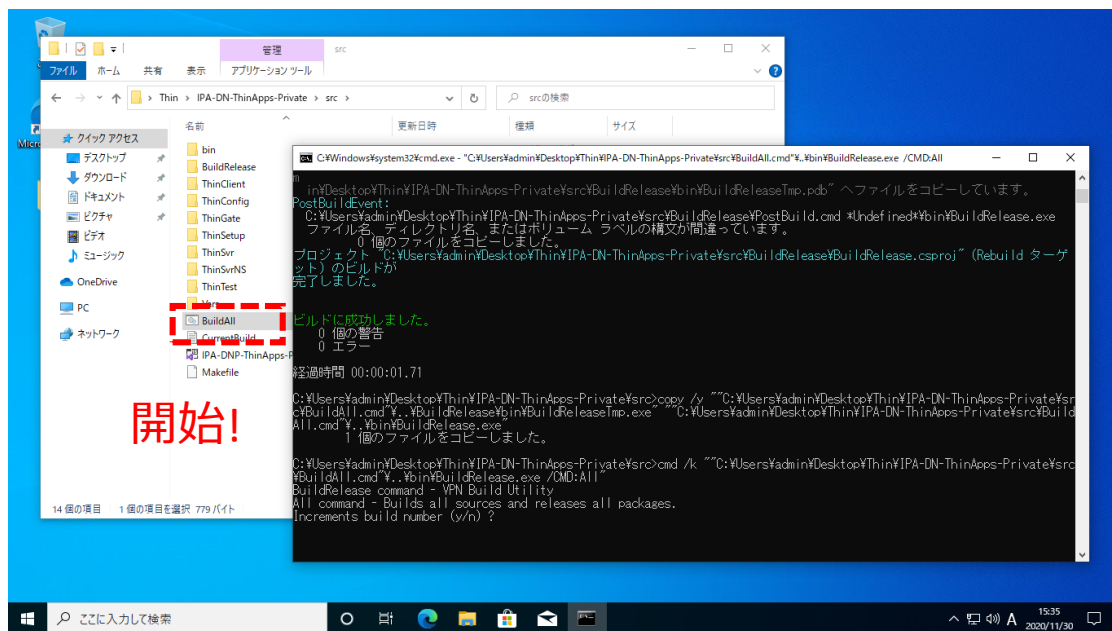 管理
src
ファイル
ホーム
共有
表示
アプリケーション ツール
Thin › IPA-DN-ThinApps-Private › src ›
srcの検索
名前
更新日時
種類
サイズ
クイック アクセス
デスクトップ
ダウンロード
ドキュメント
ピクチャ
ビデオ
ミュージック
OneDrive
PC
ネットワーク
bin
BuildRelease
ThinClient
ThinConfig
ThinGate
ThinSetup
ThinSvr
ThinSvrNS
ThinTest
Vars
BuildAll
CurrentBuild
IPA-DNP-ThinApps-P
Makefile
開始!
14 個の項目
1 個の項目を選択 779 バイト
C:¥Windows¥system32¥cmd.exe - "C:¥Users¥admin¥Desktop¥Thin¥IPA-DN-ThinApps-Private¥src¥BuildAll.cmd"¥..¥bin¥BuildRelease.exe /CMD:All
m
in¥Desktop¥Thin¥IPA-DN-ThinApps-Private¥src¥BuildRelease¥bin¥BuildReleaseTmp.pdb" へファイルをコピーしています。
PostBuildEvent:
C:¥Users¥admin¥Desktop¥Thin¥IPA-DN-ThinApps-Private¥src¥BuildRelease¥PostBuild.cmd *Undefined*¥bin¥BuildRelease.exe
ファイル名、ディレクトリ名、またはボリューム ラベルの構文が間違っています。
0 個のファイルをコピーしました。
プロジェクト "C:¥Users¥admin¥Desktop¥Thin¥IPA-DN-ThinApps-Private¥src¥BuildRelease¥BuildRelease.csproj" (Rebuild ターゲ
ット) のビルドが
完了しました。
ビルドに成功しました。
0 個の警告
0 エラー
経過時間 00:00:01.71
C:¥Users¥admin¥Desktop¥Thin¥IPA-DN-ThinApps-Private¥src>copy /y ""C:¥Users¥admin¥Desktop¥Thin¥IPA-DN-ThinApps-Private¥sr
c¥BuildAll.cmd"¥..¥BuildRelease¥bin¥BuildReleaseTmp.exe" ""C:¥Users¥admin¥Desktop¥Thin¥IPA-DN-ThinApps-Private¥src¥Build
All.cmd"¥..¥bin¥BuildRelease.exe"
1 個のファイルをコピーしました。
C:¥Users¥admin¥Desktop¥Thin¥IPA-DN-ThinApps-Private¥src>cmd /k ""C:¥Users¥admin¥Desktop¥Thin¥IPA-DN-ThinApps-Private¥src
¥BuildAll.cmd"¥..¥bin¥BuildRelease.exe /CMD:All"
BuildRelease command - VPN Build Utility
All command - Builds all sources and releases all packages.
Increments build number (y/n) ?
ここに入力して検索
A
15:35
2020/11/30